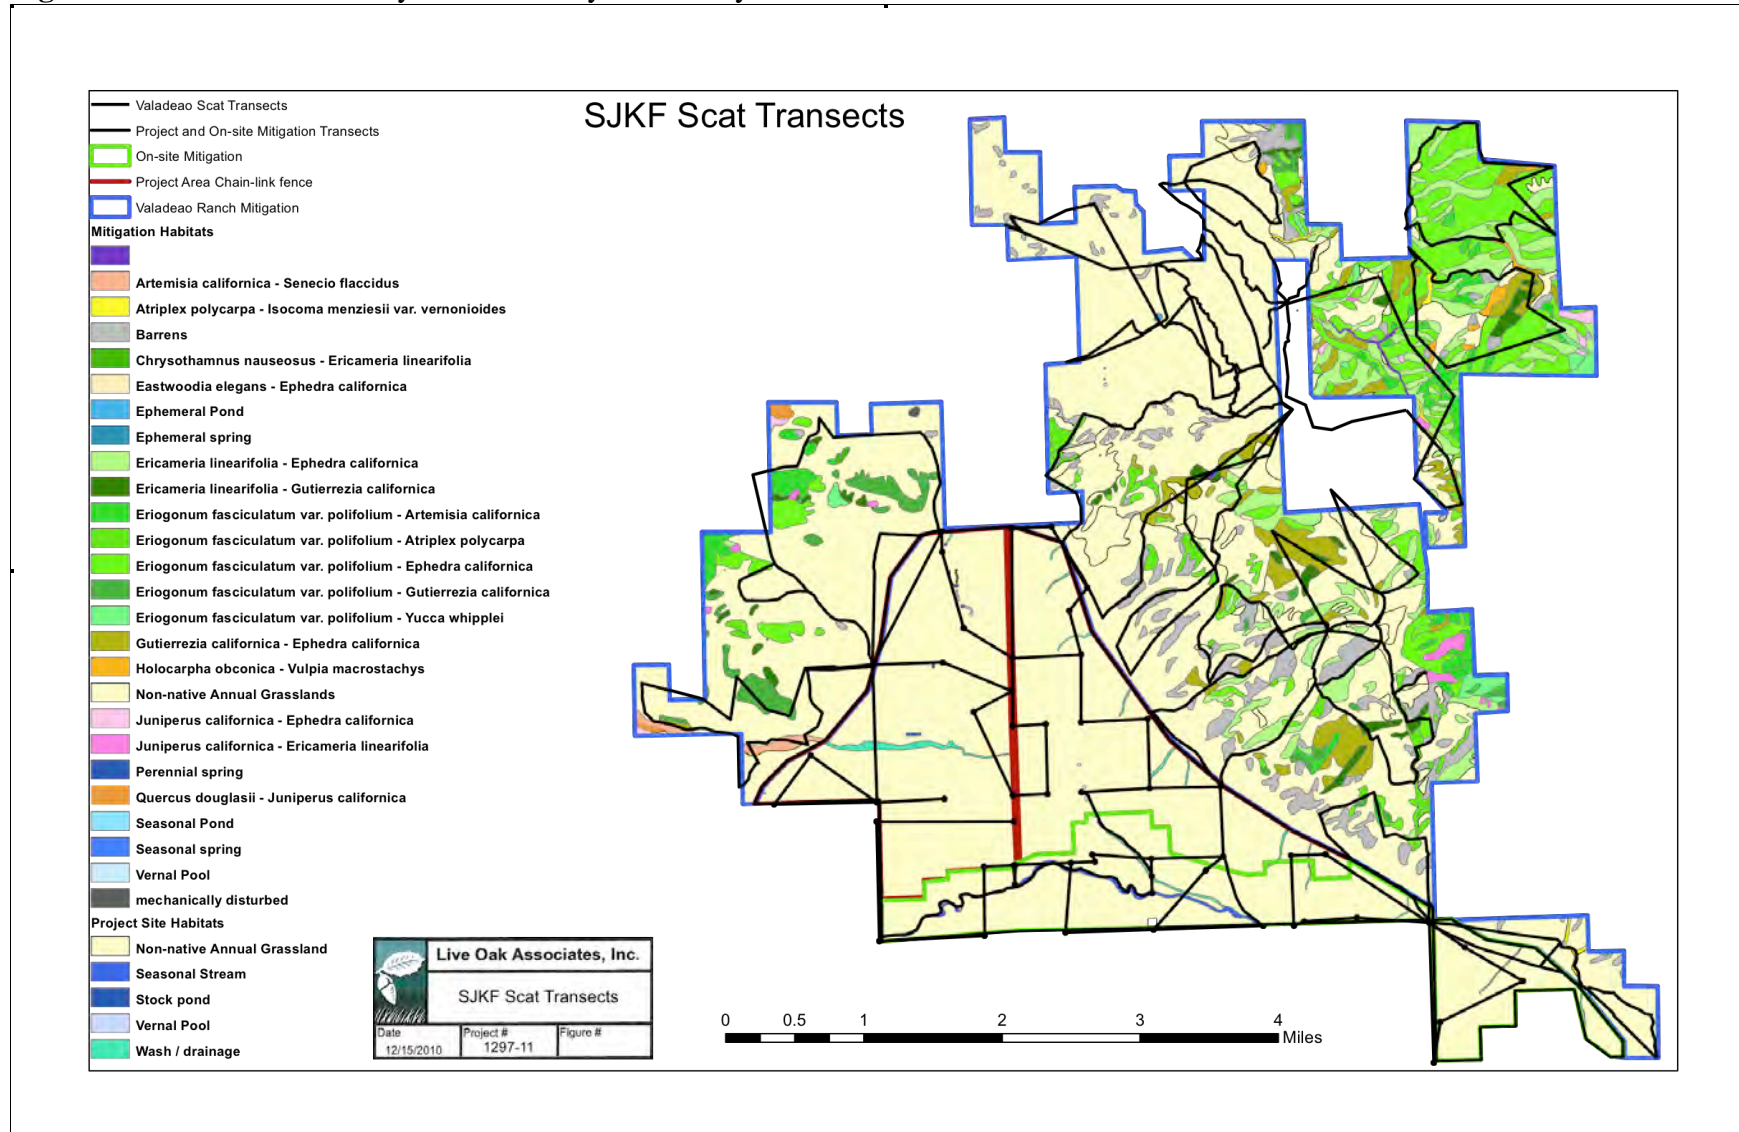 SJKF Scat Transects
Valadeao Scat Transects
Project and On-site Mitigation Transects
On-site Mitigation
Project Area Chain-link fence
Valadeao Ranch Mitigation
Mitigation Habitats
Artemisia californica - Senecio flaccidus
Atriplex polycarpa - Isocoma menziesii var. vernonioides
Barrens
Chrysothamnus nauseosus - Ericameria linearifolia
Eastwoodia elegans - Ephedra californica
Ephemeral Pond
Ephemeral spring
Ericameria linearifolia - Ephedra californica
Ericameria linearifolia - Gutierrezia californica
Eriogonum fasciculatum var. polifolium - Artemisia californica
Eriogonum fasciculatum var. polifolium - Atriplex polycarpa
Eriogonum fasciculatum var. polifolium - Ephedra californica
Eriogonum fasciculatum var. polifolium - Gutierrezia californica
Eriogonum fasciculatum var. polifolium - Yucca whipplei
Gutierrezia californica - Ephedra californica
Holocarpha obconica - Vulpia macrostachys
Non-native Annual Grasslands
Juniperus californica - Ephedra californica
Juniperus californica - Ericameria linearifolia
Perennial spring
Quercus douglasii - Juniperus californica
Seasonal Pond
Seasonal spring
Vernal Pool
mechanically disturbed
Project Site Habitats
Non-native Annual Grassland
Seasonal Stream
Stock pond
Vernal Pool
Wash / drainage
Live Oak Associates, Inc.
SJKF Scat Transects
Date
12/15/2010
Project #
1297-11
Figure #
0 0.5 1 2 3 4
Miles